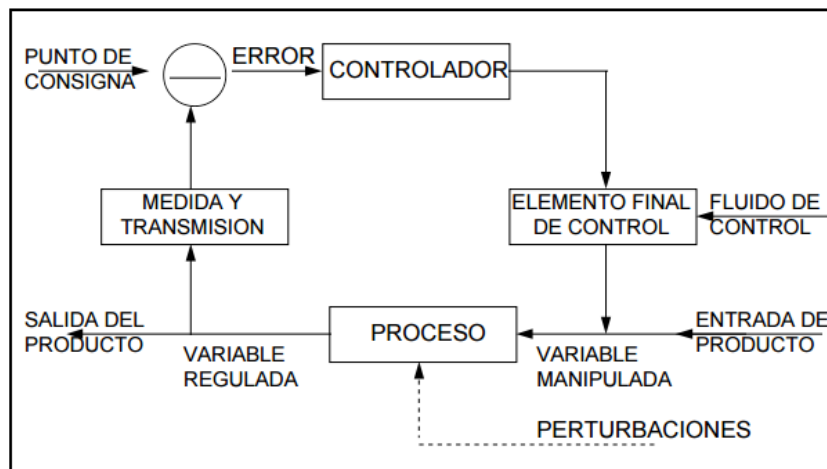 PUNTO DE
CONSIGNA
ERROR
CONTROLADOR
MEDIDA Y
TRANSMISION
ELEMENTO FINAL
DE CONTROL
FLUIDO DE
CONTROL
SALIDA DEL
PRODUCTO
VARIABLE
REGULADA
PROCESO
VARIABLE
MANIPULADA
ENTRADA DE
PRODUCTO
PERTURBACIONES